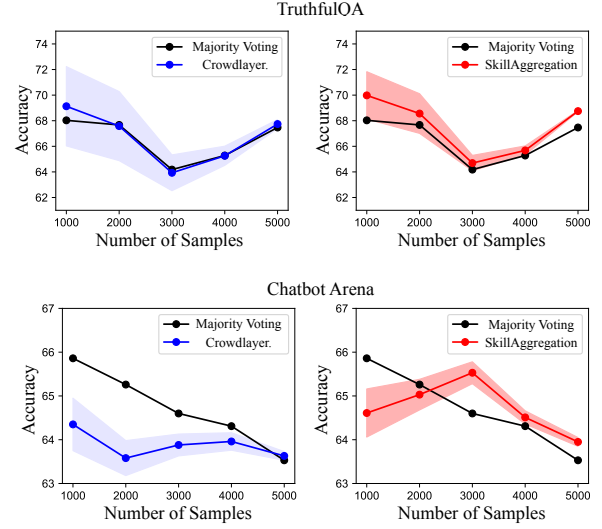 TruthfulQA
Majority Voting
Crowdlayer.
Accuracy
74
72
70
68
66
64
62
1000 2000 3000 4000 5000
Number of Samples
Majority Voting
SkillAggregation
Accuracy
74
72
70
68
66
64
62
1000 2000 3000 4000 5000
Number of Samples
Chatbot Arena
Majority Voting
Crowdlayer.
Accuracy
67
66
65
64
63
1000 2000 3000 4000 5000
Number of Samples
Majority Voting
SkillAggregation
Accuracy
67
66
65
64
63
1000 2000 3000 4000 5000
Number of Samples